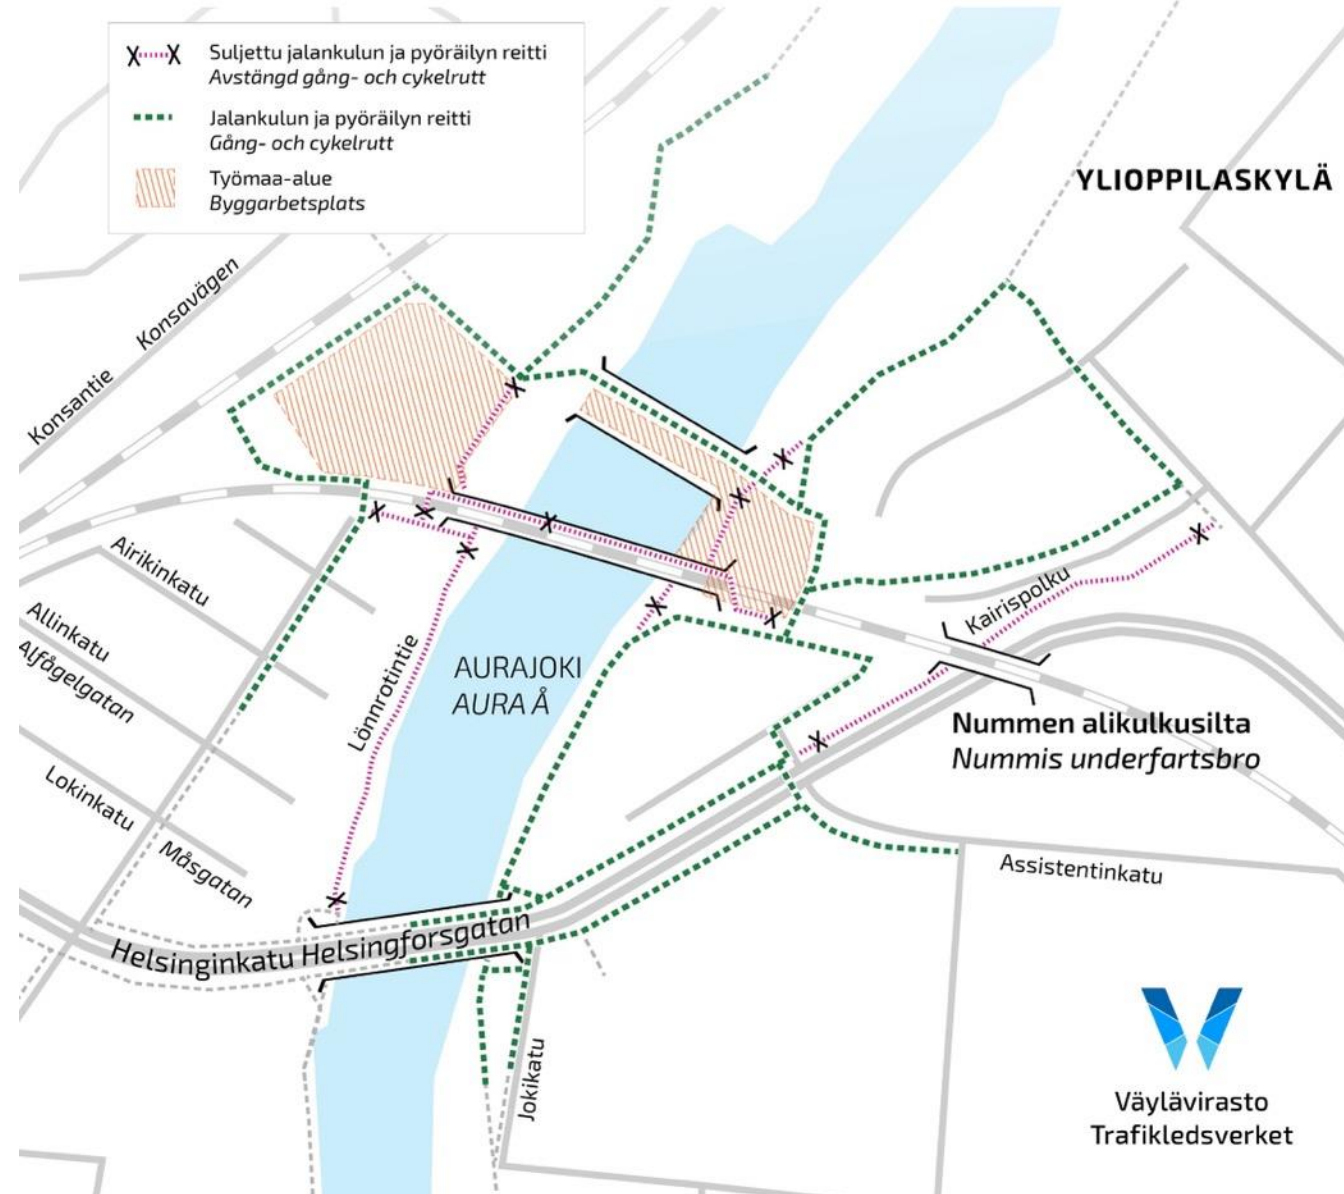 Suljettu jalankulun ja pyöräilyn reitti
Avstängd gång- och cykelrutt
Jalankulun ja pyöräilyn reitti
Gång- och cykelrutt
Työmaa-alue
Byggarbetsplats
YLIOPPILASKYLÄ
Konsantie Konsavägen
Airikinkatu
Allinkatu
Alfågelgatan
Kairispolku
Lönnrotintie
AURAJOKI
AURA Å
Nummen alikulkusilta
Nummis underfartsbro
Lokinkatu Måsgatan
Assistentinkatu
Helsinginkatu Helsingforsgatan
Jokikatu
Väylävirasto
Trafikledsverket